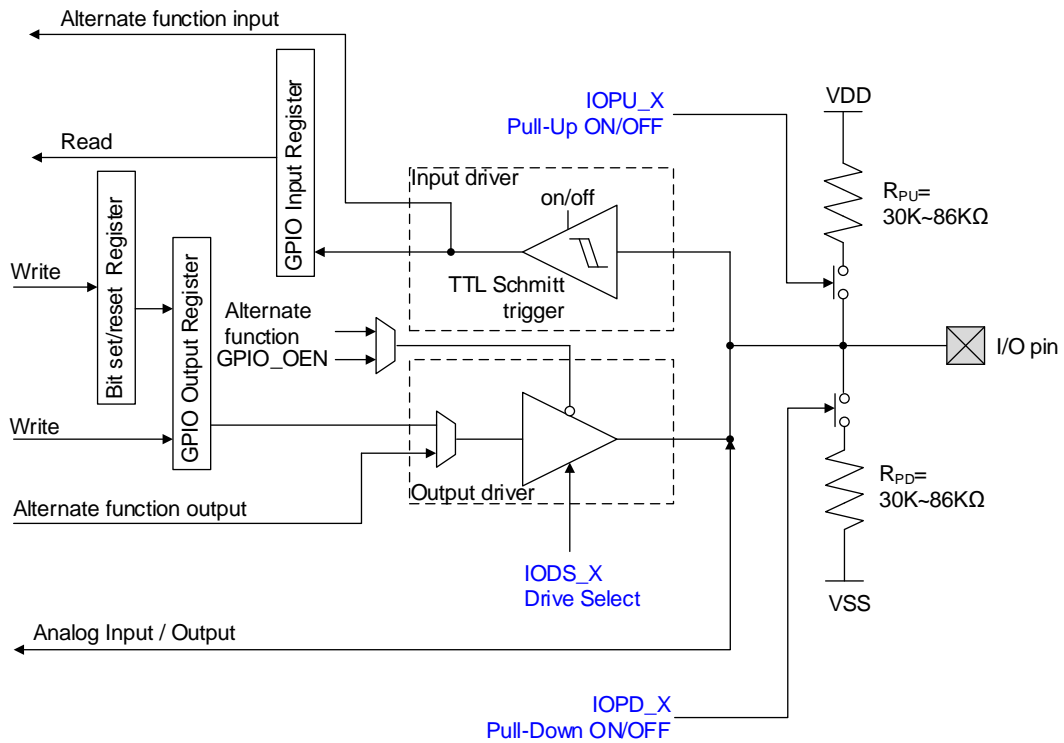 Alternate function input
GPIO Input Register
Read
IOPU_X
Pull-Up ON/OFF
VDD
RPU=
30K~86KΩ
Input driver
on/off
TTL Schmitt
trigger
Bit set/reset Register
Write
GPIO Output Register
Alternate
function
GPIO_OEN
I/O pin
Write
Output driver
RPD=
30K~86KΩ
Alternate function output
IODS_X
Drive Select
VSS
Analog Input / Output
IOPD_X
Pull-Down ON/OFF